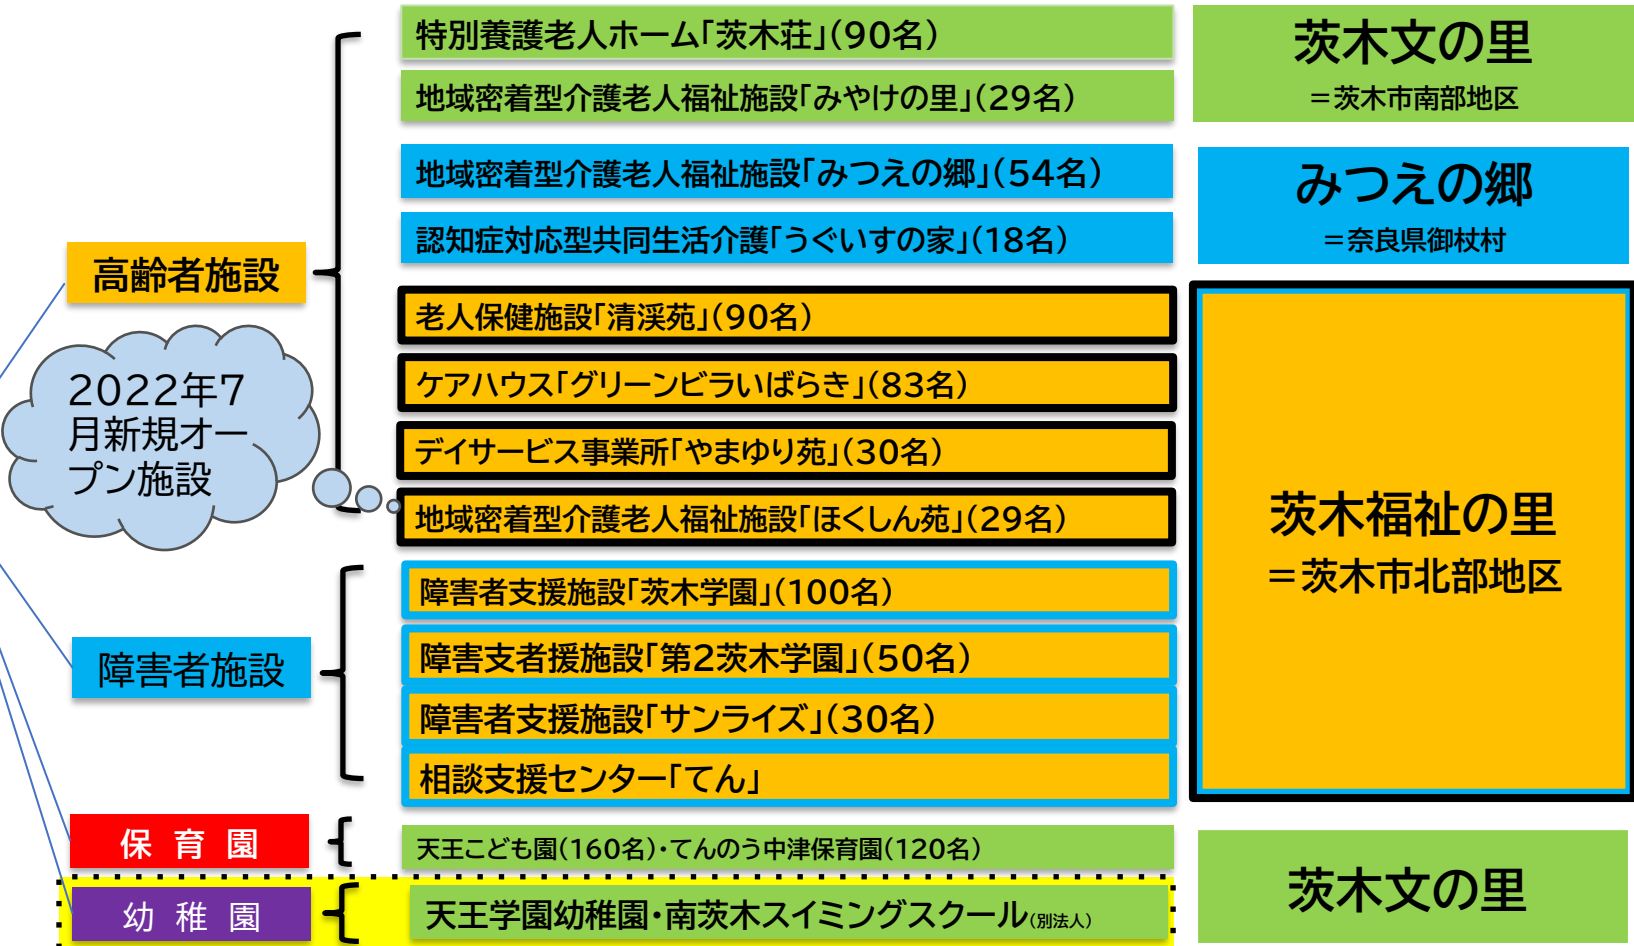 特別養護老人ホーム「茨木荘」(90名)
地域密着型介護老人福祉施設「みやけの里」(29名)
茨木文の里
＝茨木市南部地区
地域密着型介護老人福祉施設「みつえの郷」(54名)
認知症対応型共同生活介護「うぐいすの家」(18名)
みつえの郷
＝奈良県御杖村
高齢者施設
老人保健施設「清渓苑」(90名)
ケアハウス「グリーンビラいばらき」(83名)
デイサービス事業所「やまゆり苑」(30名)
地域密着型介護老人福祉施設「ほくしん苑」(29名)
2022年7
月新規オー
プン施設
茨木福祉の里
＝茨木市北部地区
障害者施設
障害者支援施設「茨木学園」(100名)
障害支者援施設「第2茨木学園」(50名)
障害者支援施設「サンライズ」(30名)
相談支援センター「てん」
保 育 園
天王こども園(160名)・てんのう中津保育園(120名)
幼 稚 園
天王学園幼稚園・南茨木スイミングスクール(別法人)
茨木文の里